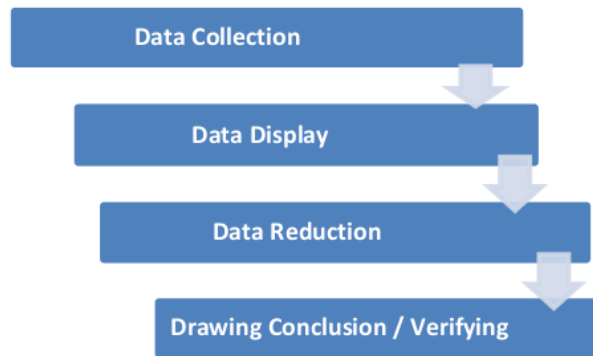 Data Collection
Data Display
Data Reduction
Drawing Conclusion / Verifying